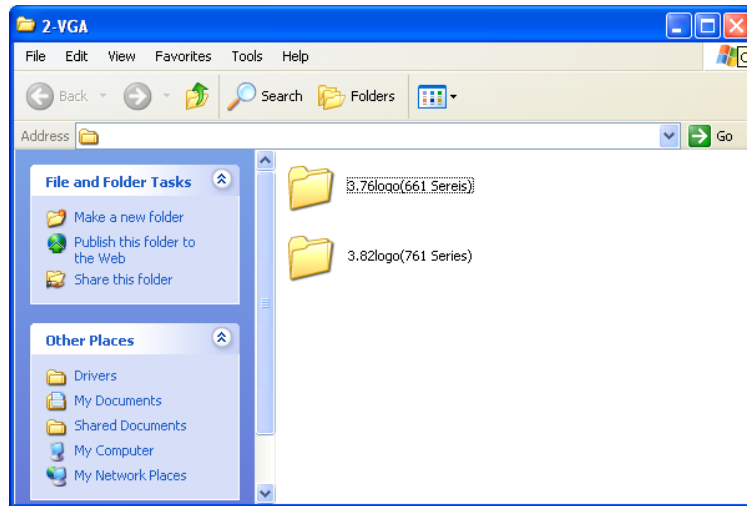 2-VGA
File Edit View Favorites Tools Help
Back Search Folders
Address Go
File and Folder Tasks
Make a new folder
Publish this folder to
the Web
Share this folder
Other Places
Drivers
My Documents
Shared Documents
My Computer
My Network Places
3.76logo(661 Sereis)
3.82logo(761 Series)